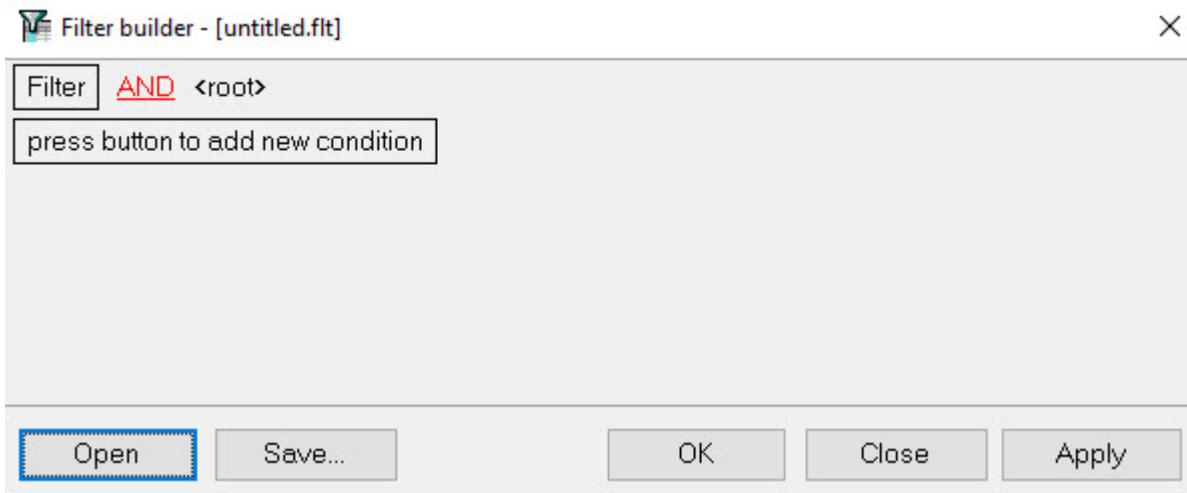 Filter builder - [untitled.flt]
Filter AND <root>
press button to add new condition
Open Save... OK Close Apply